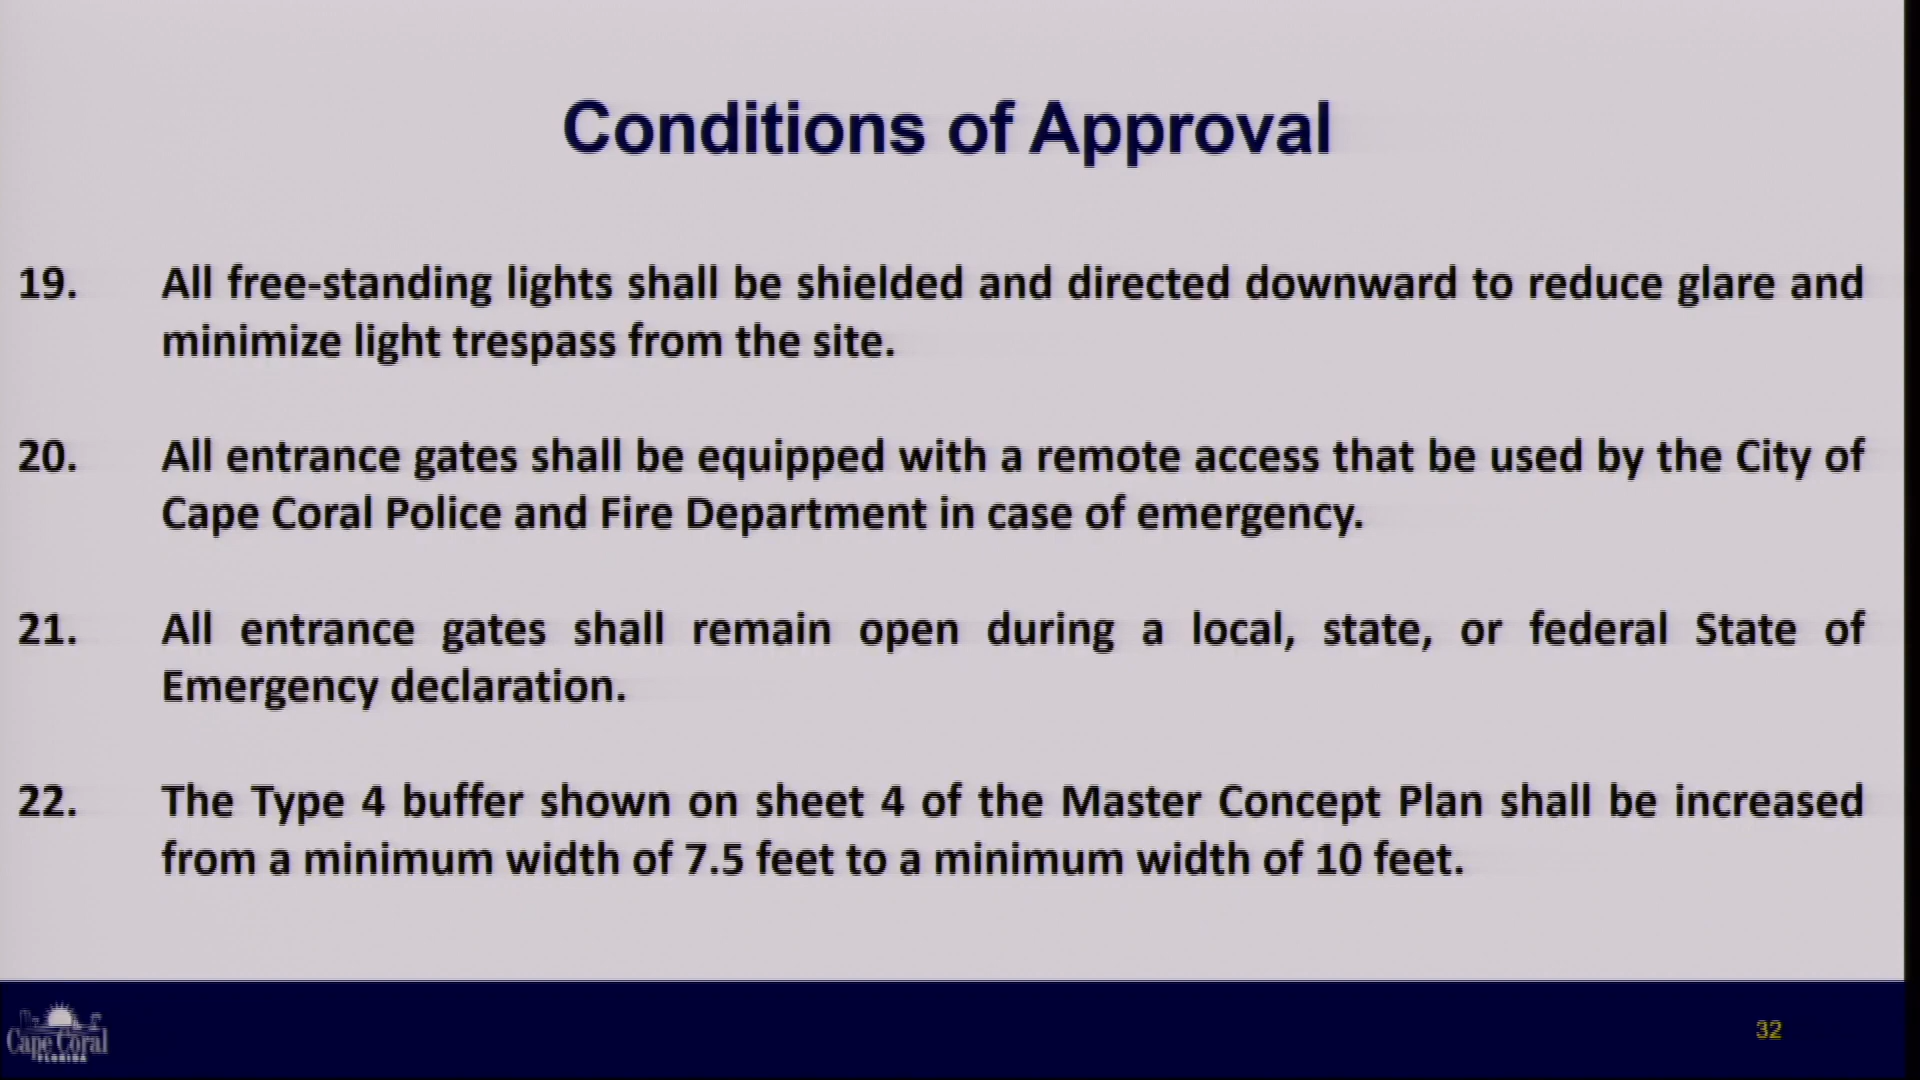 Conditions of Approval
19. All free-standing lights shall be shielded and directed downward to reduce glare and
minimize light trespass from the site.
20. All entrance gates shall be equipped with a remote access that be used by the City of
Cape Coral Police and Fire Department in case of emergency.
21. All entrance gates shall remain open during a local, state, or federal State of
Emergency declaration.
22. The Type 4 buffer shown on sheet 4 of the Master Concept Plan shall be increased
from a minimum width of 7.5 feet to a minimum width of 10 feet.
Cape Coral
FLORIDA
32